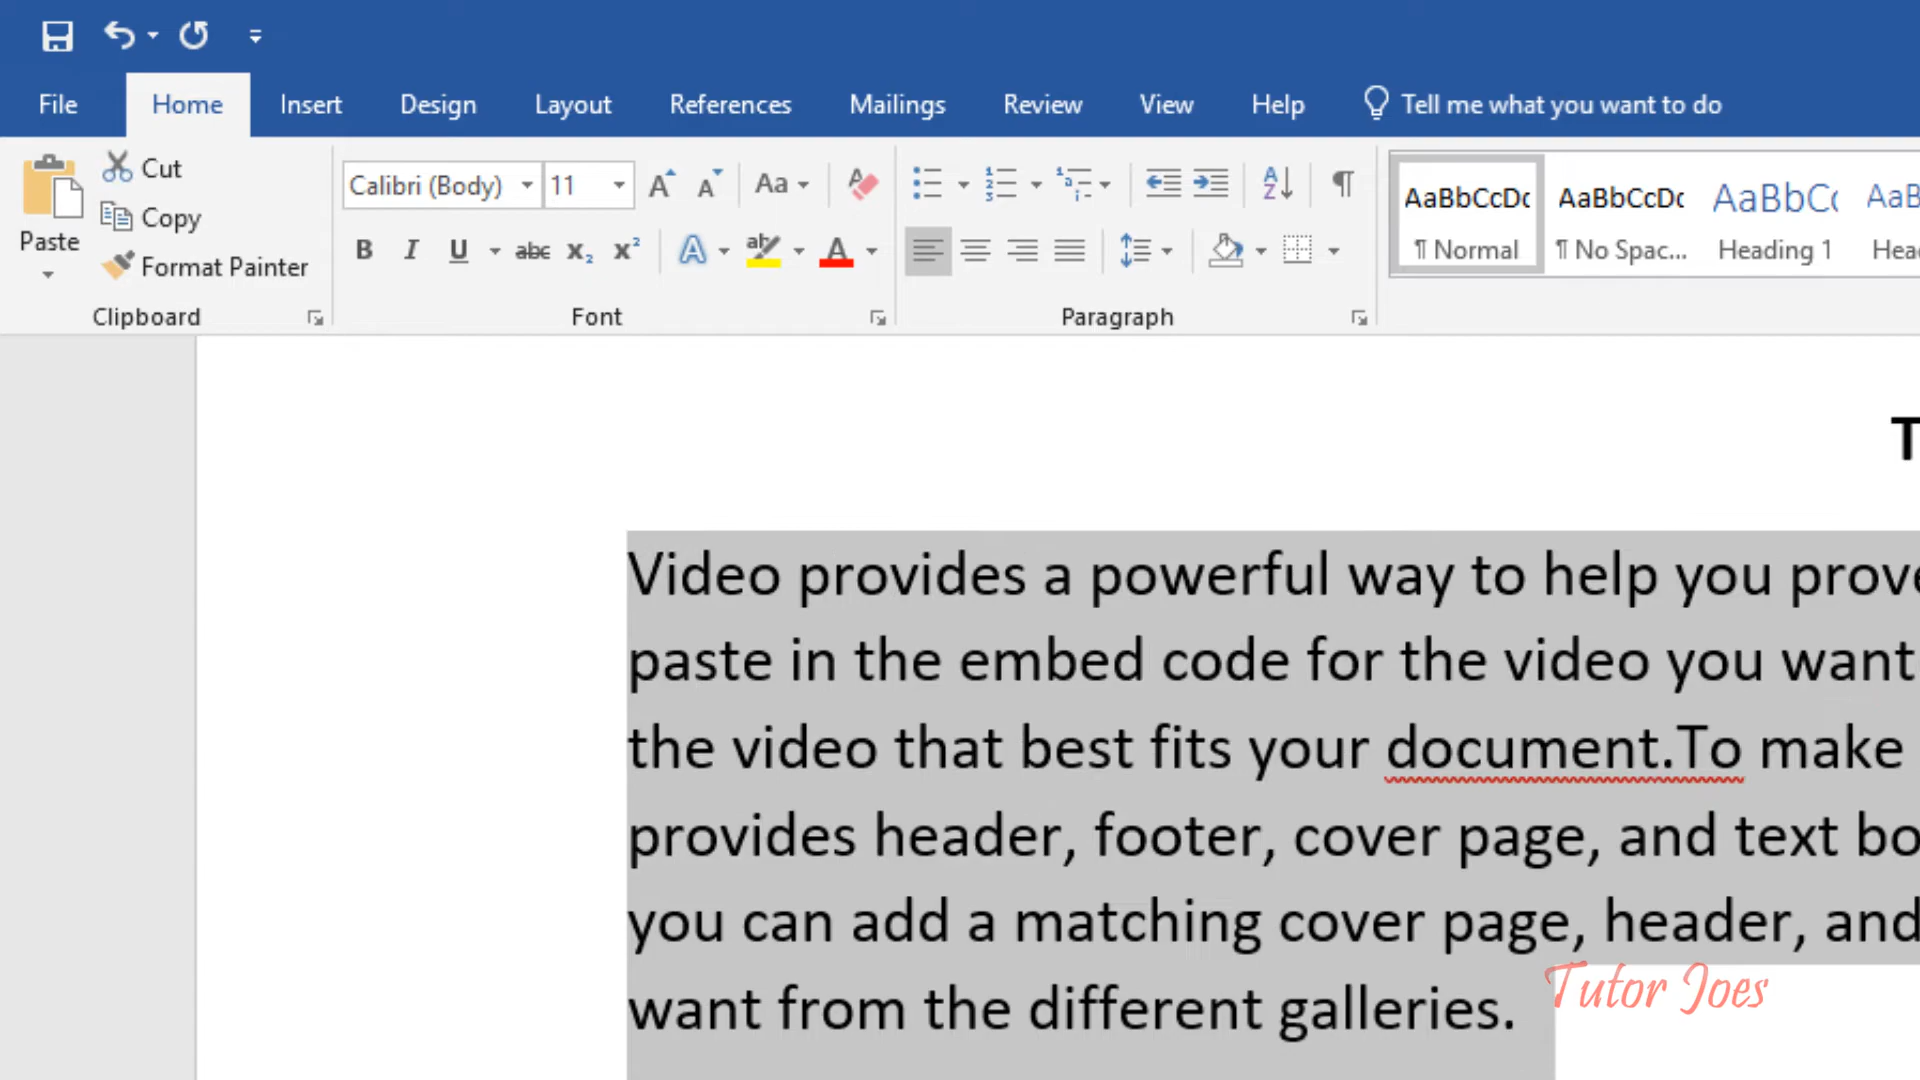 File Home Insert Design Layout References Mailings Review View Help Tell me what you want to do
Paste
Cut
Copy
Format Painter
Clipboard
Calibri (Body) 11
Aa
B I U abc x₂ x²
A A
Font
Paragraph
AaBbCcDc AaBbCcDc AaBbC AaB
¶ Normal ¶ No Spac... Heading 1 Hea
T
Video provides a powerful way to help you prove
paste in the embed code for the video you want
the video that best fits your document.To make
provides header, footer, cover page, and text bo
you can add a matching cover page, header, and
want from the different galleries.
Tutor Joes